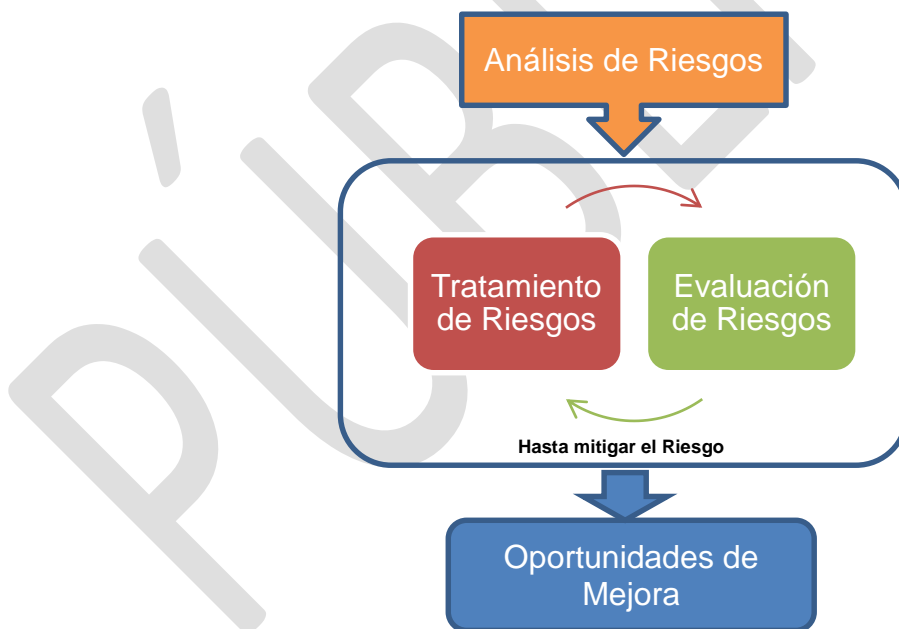 Análisis de Riesgos
Tratamiento
de Riesgos
Evaluación
de Riesgos
Hasta mitigar el Riesgo
Oportunidades de
Mejora